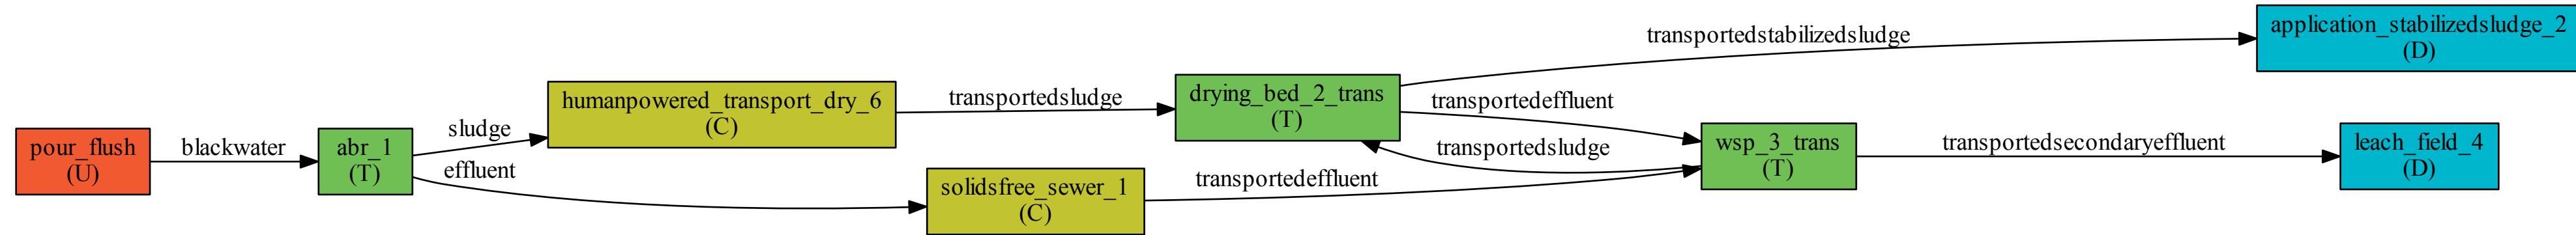 pour_flush
(U)
blackwater
abr_1
(T)
sludge
effluent
humanpowered_transport_dry_6
(C)
solidsfree_sewer_1
(C)
transportedsludge
transportedeffluent
drying_bed_2_trans
(T)
transportedstabilizedsludge
transportedeffluent
transportedsludge
wsp_3_trans
(T)
transportedsecondaryeffluent
application_stabilizedsludge_2
(D)
leach_field_4
(D)